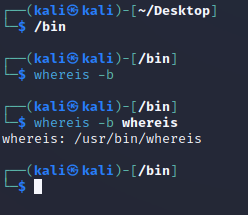 ┌──(kali㉿kali)-[~/Desktop]
└─$ /bin
┌──(kali㉿kali)-[/bin]
└─$ whereis -b
┌──(kali㉿kali)-[/bin]
└─$ whereis -b whereis
whereis: /usr/bin/whereis
┌──(kali㉿kali)-[/bin]
└─$